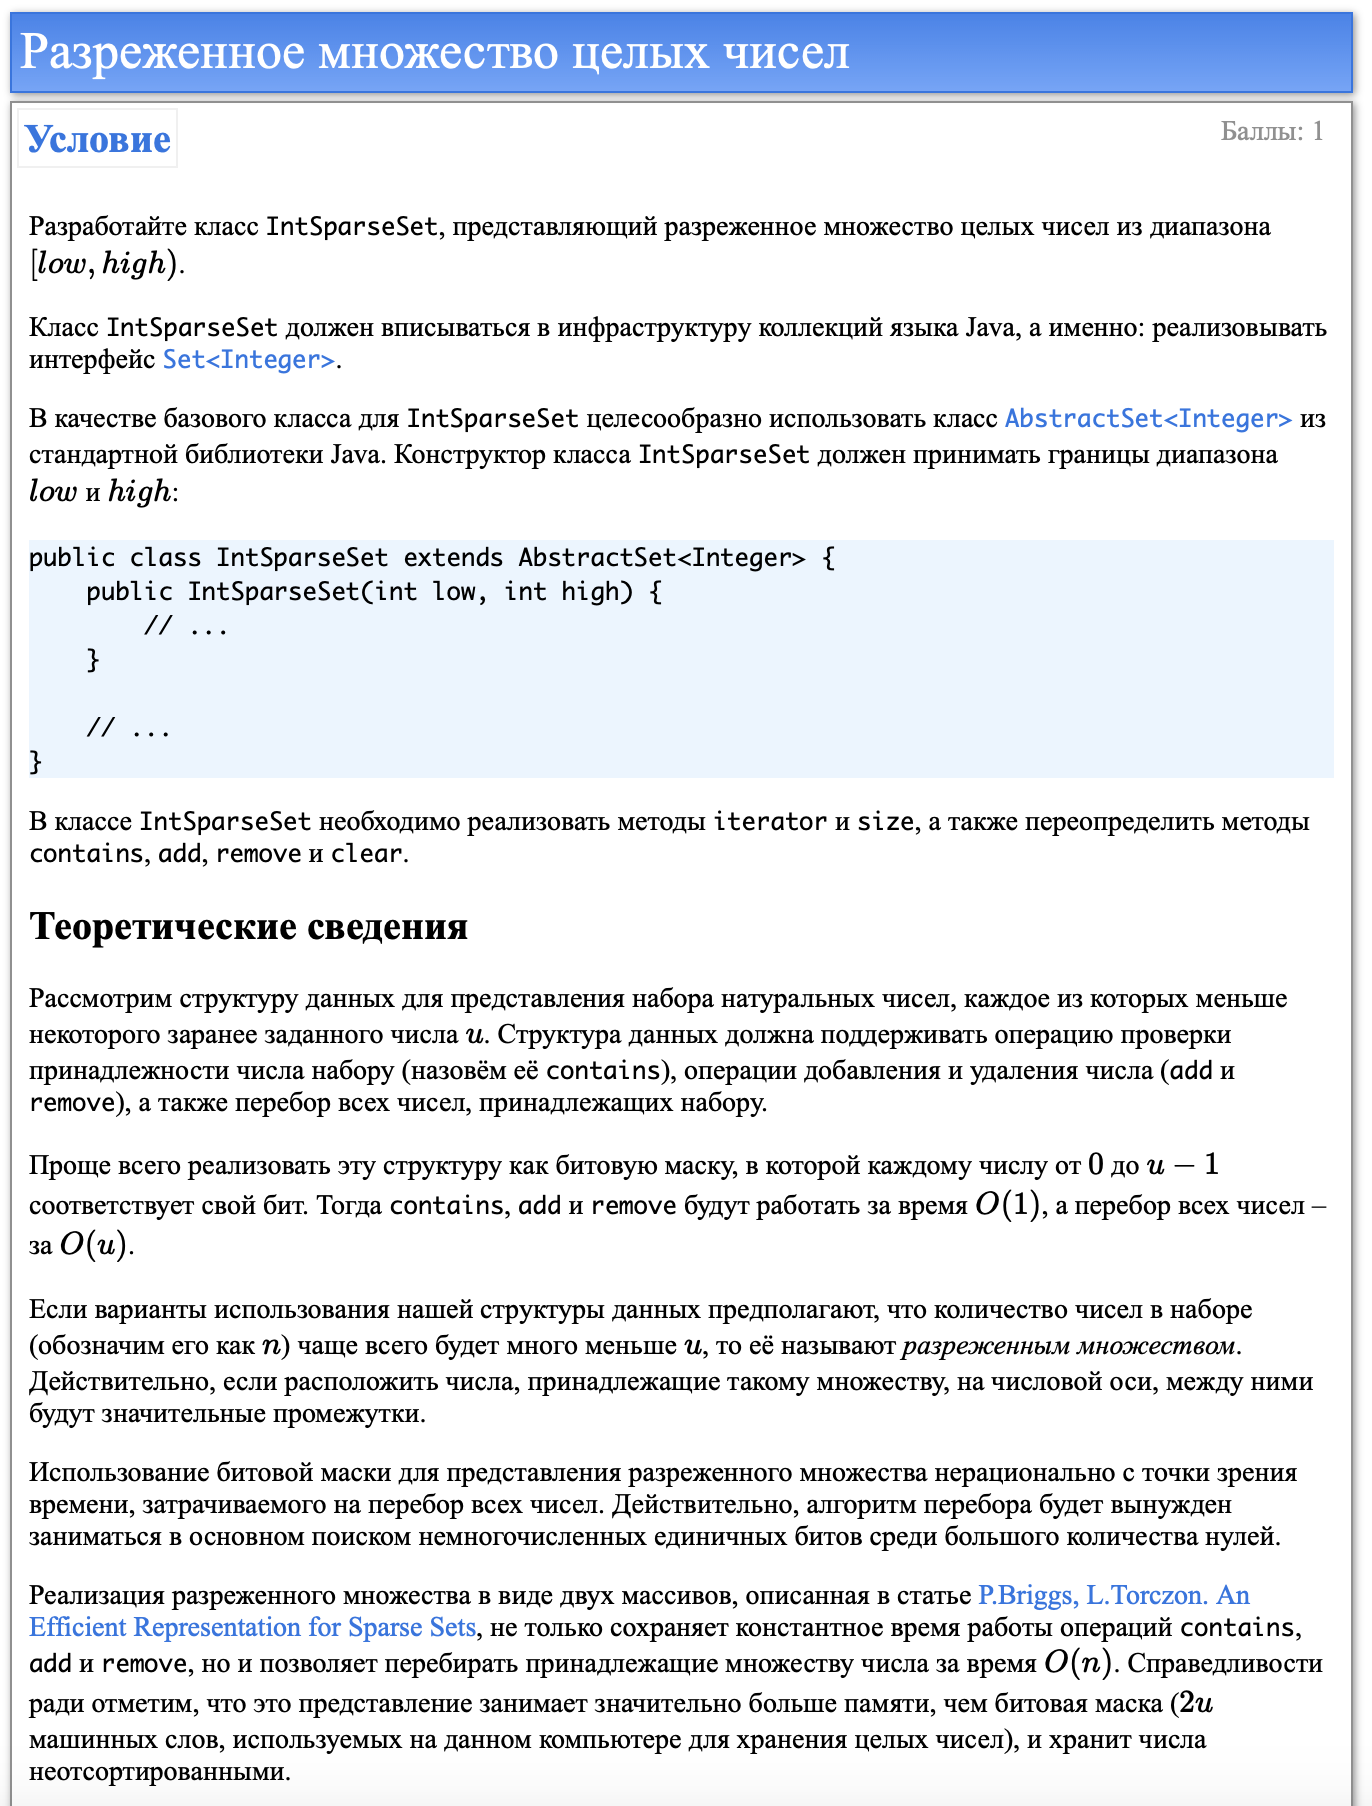 Разреженное множество целых чисел
Условие
Баллы: 1
Разработайте класс IntSparseSet, представляющий разреженное множество целых чисел из диапазона
[low, high).
Класс IntSparseSet должен вписываться в инфраструктуру коллекций языка Java, а именно: реализовывать
интерфейс Set<Integer>.
В качестве базового класса для IntSparseSet целесообразно использовать класс AbstractSet<Integer> из
стандартной библиотеки Java. Конструктор класса IntSparseSet должен принимать границы диапазона
low и high:
public class IntSparseSet extends AbstractSet<Integer> {
    public IntSparseSet(int low, int high) {
        // ...
    }
    // ...
}
В классе IntSparseSet необходимо реализовать методы iterator и size, а также переопределить методы
contains, add, remove и clear.
Теоретические сведения
Рассмотрим структуру данных для представления набора натуральных чисел, каждое из которых меньше
некоторого заранее заданного числа u. Структура данных должна поддерживать операцию проверки
принадлежности числа набору (назовём её contains), операции добавления и удаления числа (add и
remove), а также перебор всех чисел, принадлежащих набору.
Проще всего реализовать эту структуру как битовую маску, в которой каждому числу от 0 до u − 1
соответствует свой бит. Тогда contains, add и remove будут работать за время O(1), а перебор всех чисел –
за O(u).
Если варианты использования нашей структуры данных предполагают, что количество чисел в наборе
(обозначим его как n) чаще всего будет много меньше u, то её называют разреженным множеством.
Действительно, если расположить числа, принадлежащие такому множеству, на числовой оси, между ними
будут значительные промежутки.
Использование битовой маски для представления разреженного множества нерационально с точки зрения
времени, затрачиваемого на перебор всех чисел. Действительно, алгоритм перебора будет вынужден
заниматься в основном поиском немногочисленных единичных битов среди большого количества нулей.
Реализация разреженного множества в виде двух массивов, описанная в статье P.Briggs, L.Torczon. An
Efficient Representation for Sparse Sets, не только сохраняет константное время работы операций contains,
add и remove, но и позволяет перебирать принадлежащие множеству числа за время O(n). Справедливости
ради отметим, что это представление занимает значительно больше памяти, чем битовая маска (2u
машинных слов, используемых на данном компьютере для хранения целых чисел), и хранит числа
неотсортированными.